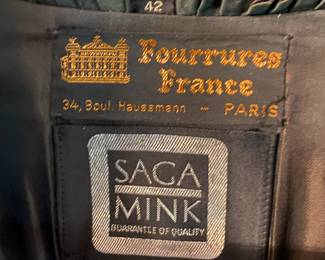 42
Fourrures
France
34, Boul. Haussmann - PARIS
SAGA
MINK
GUARANTEE OF QUALITY